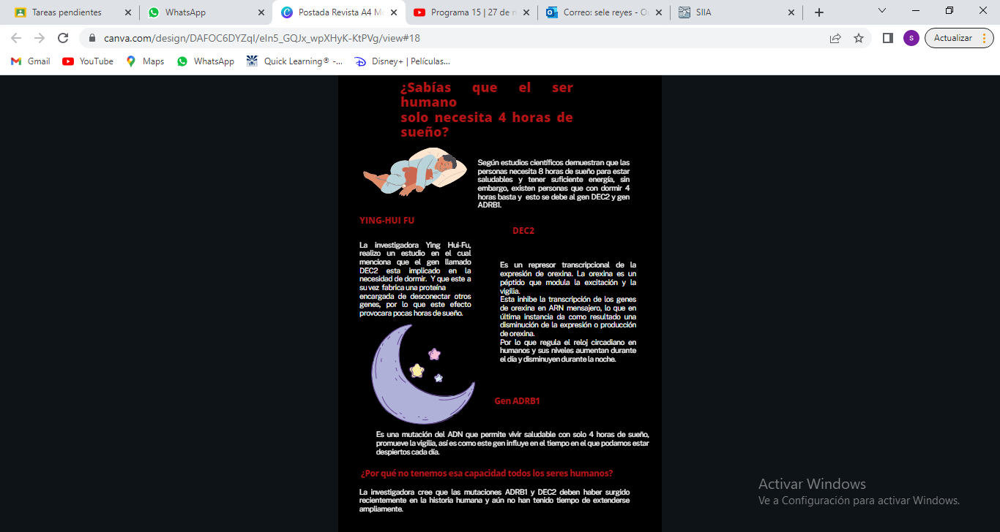 Tareas pendientes
WhatsApp
Postada Revista A4 Mo
Programa 15 | 27 de n
Correo: sele reyes - O
SIIA
canva.com/design/DAFOC6DYZqI/eIn5_GQJx_wpXHyK-KtPVg/view#18
S
Actualizar
Gmail
YouTube
Maps
WhatsApp
Quick Learning® -...
Disney+ | Películas...
¿Sabías que el ser
humano
solo necesita 4 horas de
sueño?
Según estudios científicos demuestran que las
personas necesita 8 horas de sueño para estar
saludables y tener suficiente energía, sin
embargo, existen personas que con dormir 4
horas basta y esto se debe al gen DEC2 y gen
ADRB1.
YING-HUI FU
La investigadora Ying Hui-Fu,
realizo un estudio en el cual
menciona que el gen llamado
DEC2 esta implicado en la
necesidad de dormir. Y que este a
su vez fabrica una proteína
encargada de desconectar otros
genes, por lo que este efecto
provocara pocas horas de sueño.
DEC2
Es un represor transcripcional de la
expresión de orexina. La orexina es un
péptido que modula la excitación y la
vigilia.
Esta inhibe la transcripción de los genes
de orexina en ARN mensajero, lo que en
última instancia da como resultado una
disminución de la expresión o producción
de orexina.
Por lo que regula el reloj circadiano en
humanos y sus niveles aumentan durante
el día y disminuyen durante la noche.
Gen ADRB1
Es una mutación del ADN que permite vivir saludable con solo 4 horas de sueño,
promueve la vigilia, así es como este gen influye en el tiempo en el que podamos estar
despiertos cada día.
¿Por qué no tenemos esa capacidad todos los seres humanos?
La investigadora cree que las mutaciones ADRB1 y DEC2 deben haber surgido
recientemente en la historia humana y aún no han tenido tiempo de extenderse
ampliamente.
Activar Windows
Ve a Configuración para activar Windows.